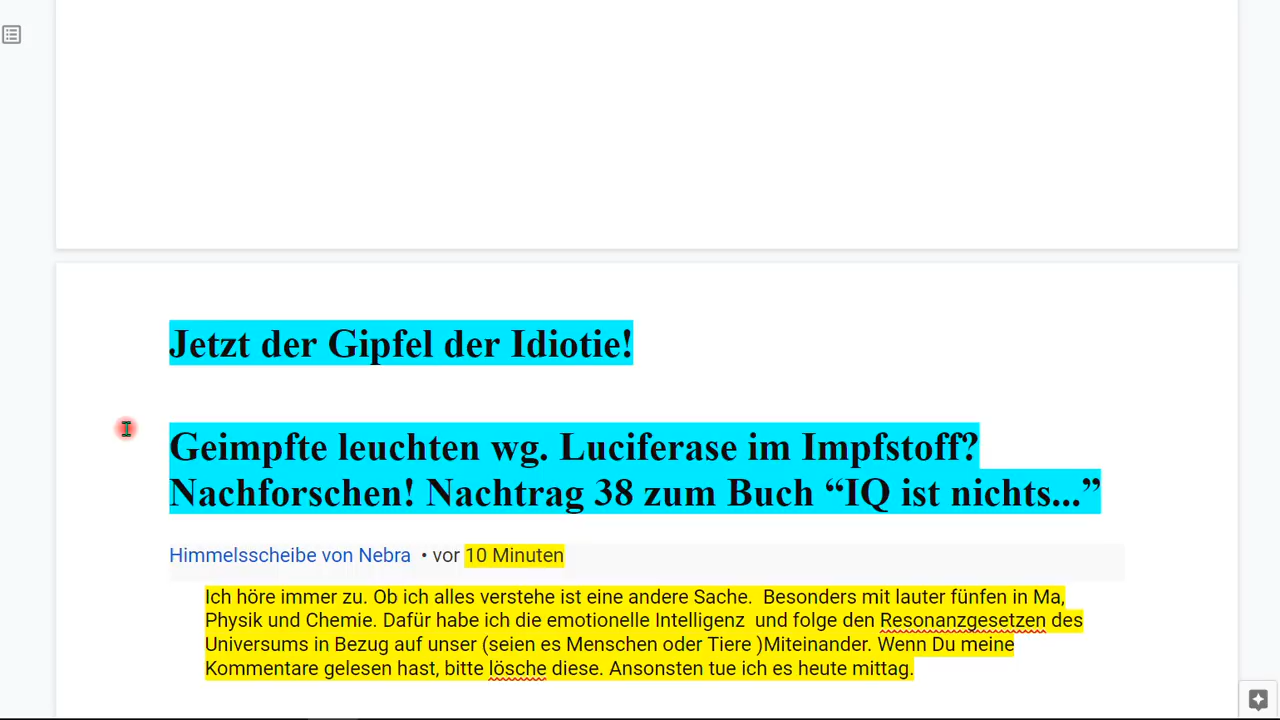 Jetzt der Gipfel der Idiotie!
Geimpfte leuchten wg. Luciferase im Impfstoff?
Nachforschen! Nachtrag 38 zum Buch “IQ ist nichts...”
Himmelsscheibe von Nebra • vor 10 Minuten
Ich höre immer zu. Ob ich alles verstehe ist eine andere Sache. Besonders mit lauter fünfen in Ma,
Physik und Chemie. Dafür habe ich die emotionelle Intelligenz und folge den Resonanzgesetzen des
Universums in Bezug auf unser (seien es Menschen oder Tiere )Miteinander. Wenn Du meine
Kommentare gelesen hast, bitte lösche diese. Ansonsten tue ich es heute mittag.